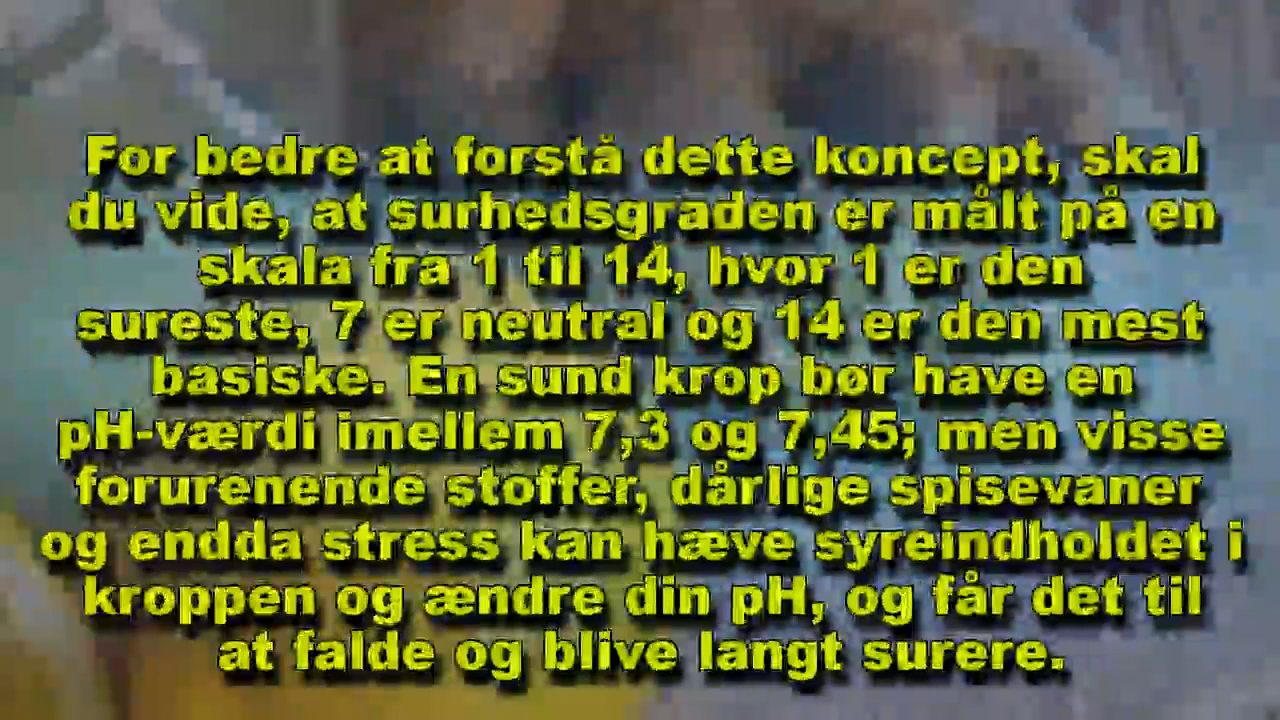 For bedre at forstå dette koncept, skal
du vide, at surhedsgraden er målt på en
skala fra 1 til 14, hvor 1 er den
sureste, 7 er neutral og 14 er den mest
basiske. En sund krop bør have en
pH-værdi imellem 7,3 og 7,45; men visse
forurenende stoffer, dårlige spisevaner
og endda stress kan hæve syreindholdet i
kroppen og ændre din pH, og får det til
at falde og blive langt surere.